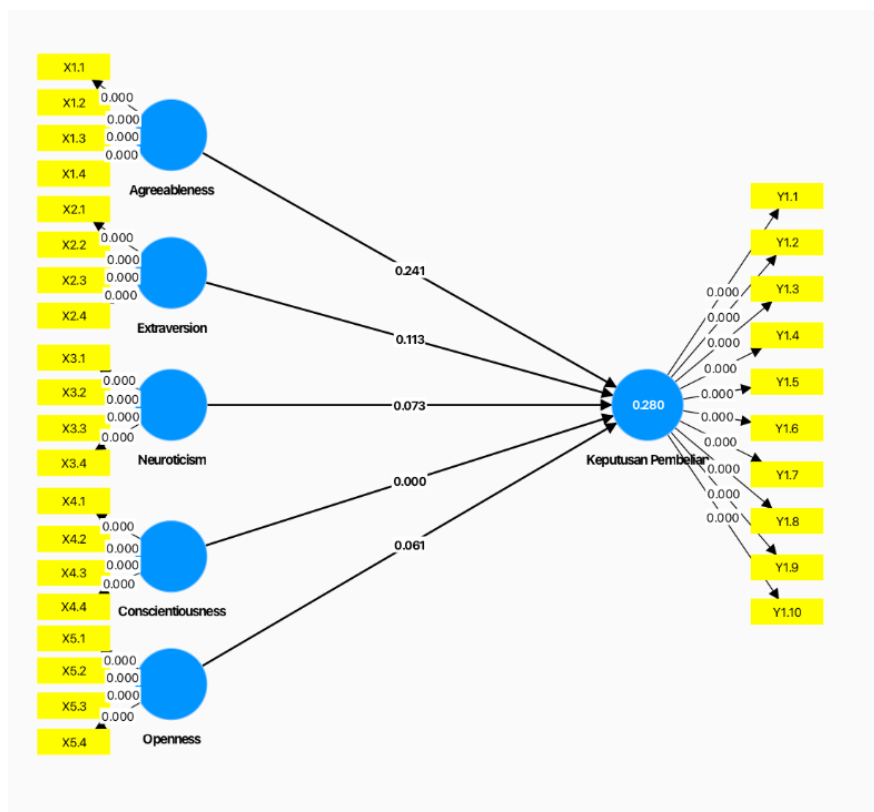 X1.1
0.000
X1.2
0.000
X1.3
0.000
0.000
X1.4
Agreeableness
X2.1
0.000
X2.2
0.000
X2.3
0.000
0.000
X2.4
Extraversion
X3.1
0.000
X3.2
0.000
X3.3
0.000
0.000
X3.4
Neuroticism
X4.1
0.000
X4.2
0.000
X4.3
0.000
0.000
X4.4
Conscientiousness
X5.1
0.000
X5.2
0.000
X5.3
0.000
0.000
X5.4
Openness
0.241
0.113
0.073
0.000
0.061
0.280
Keputusan Pembelian
0.000
0.000
0.000
0.000
0.000
0.000
0.000
0.000
0.000
0.000
Y1.1
Y1.2
Y1.3
Y1.4
Y1.5
Y1.6
Y1.7
Y1.8
Y1.9
Y1.10